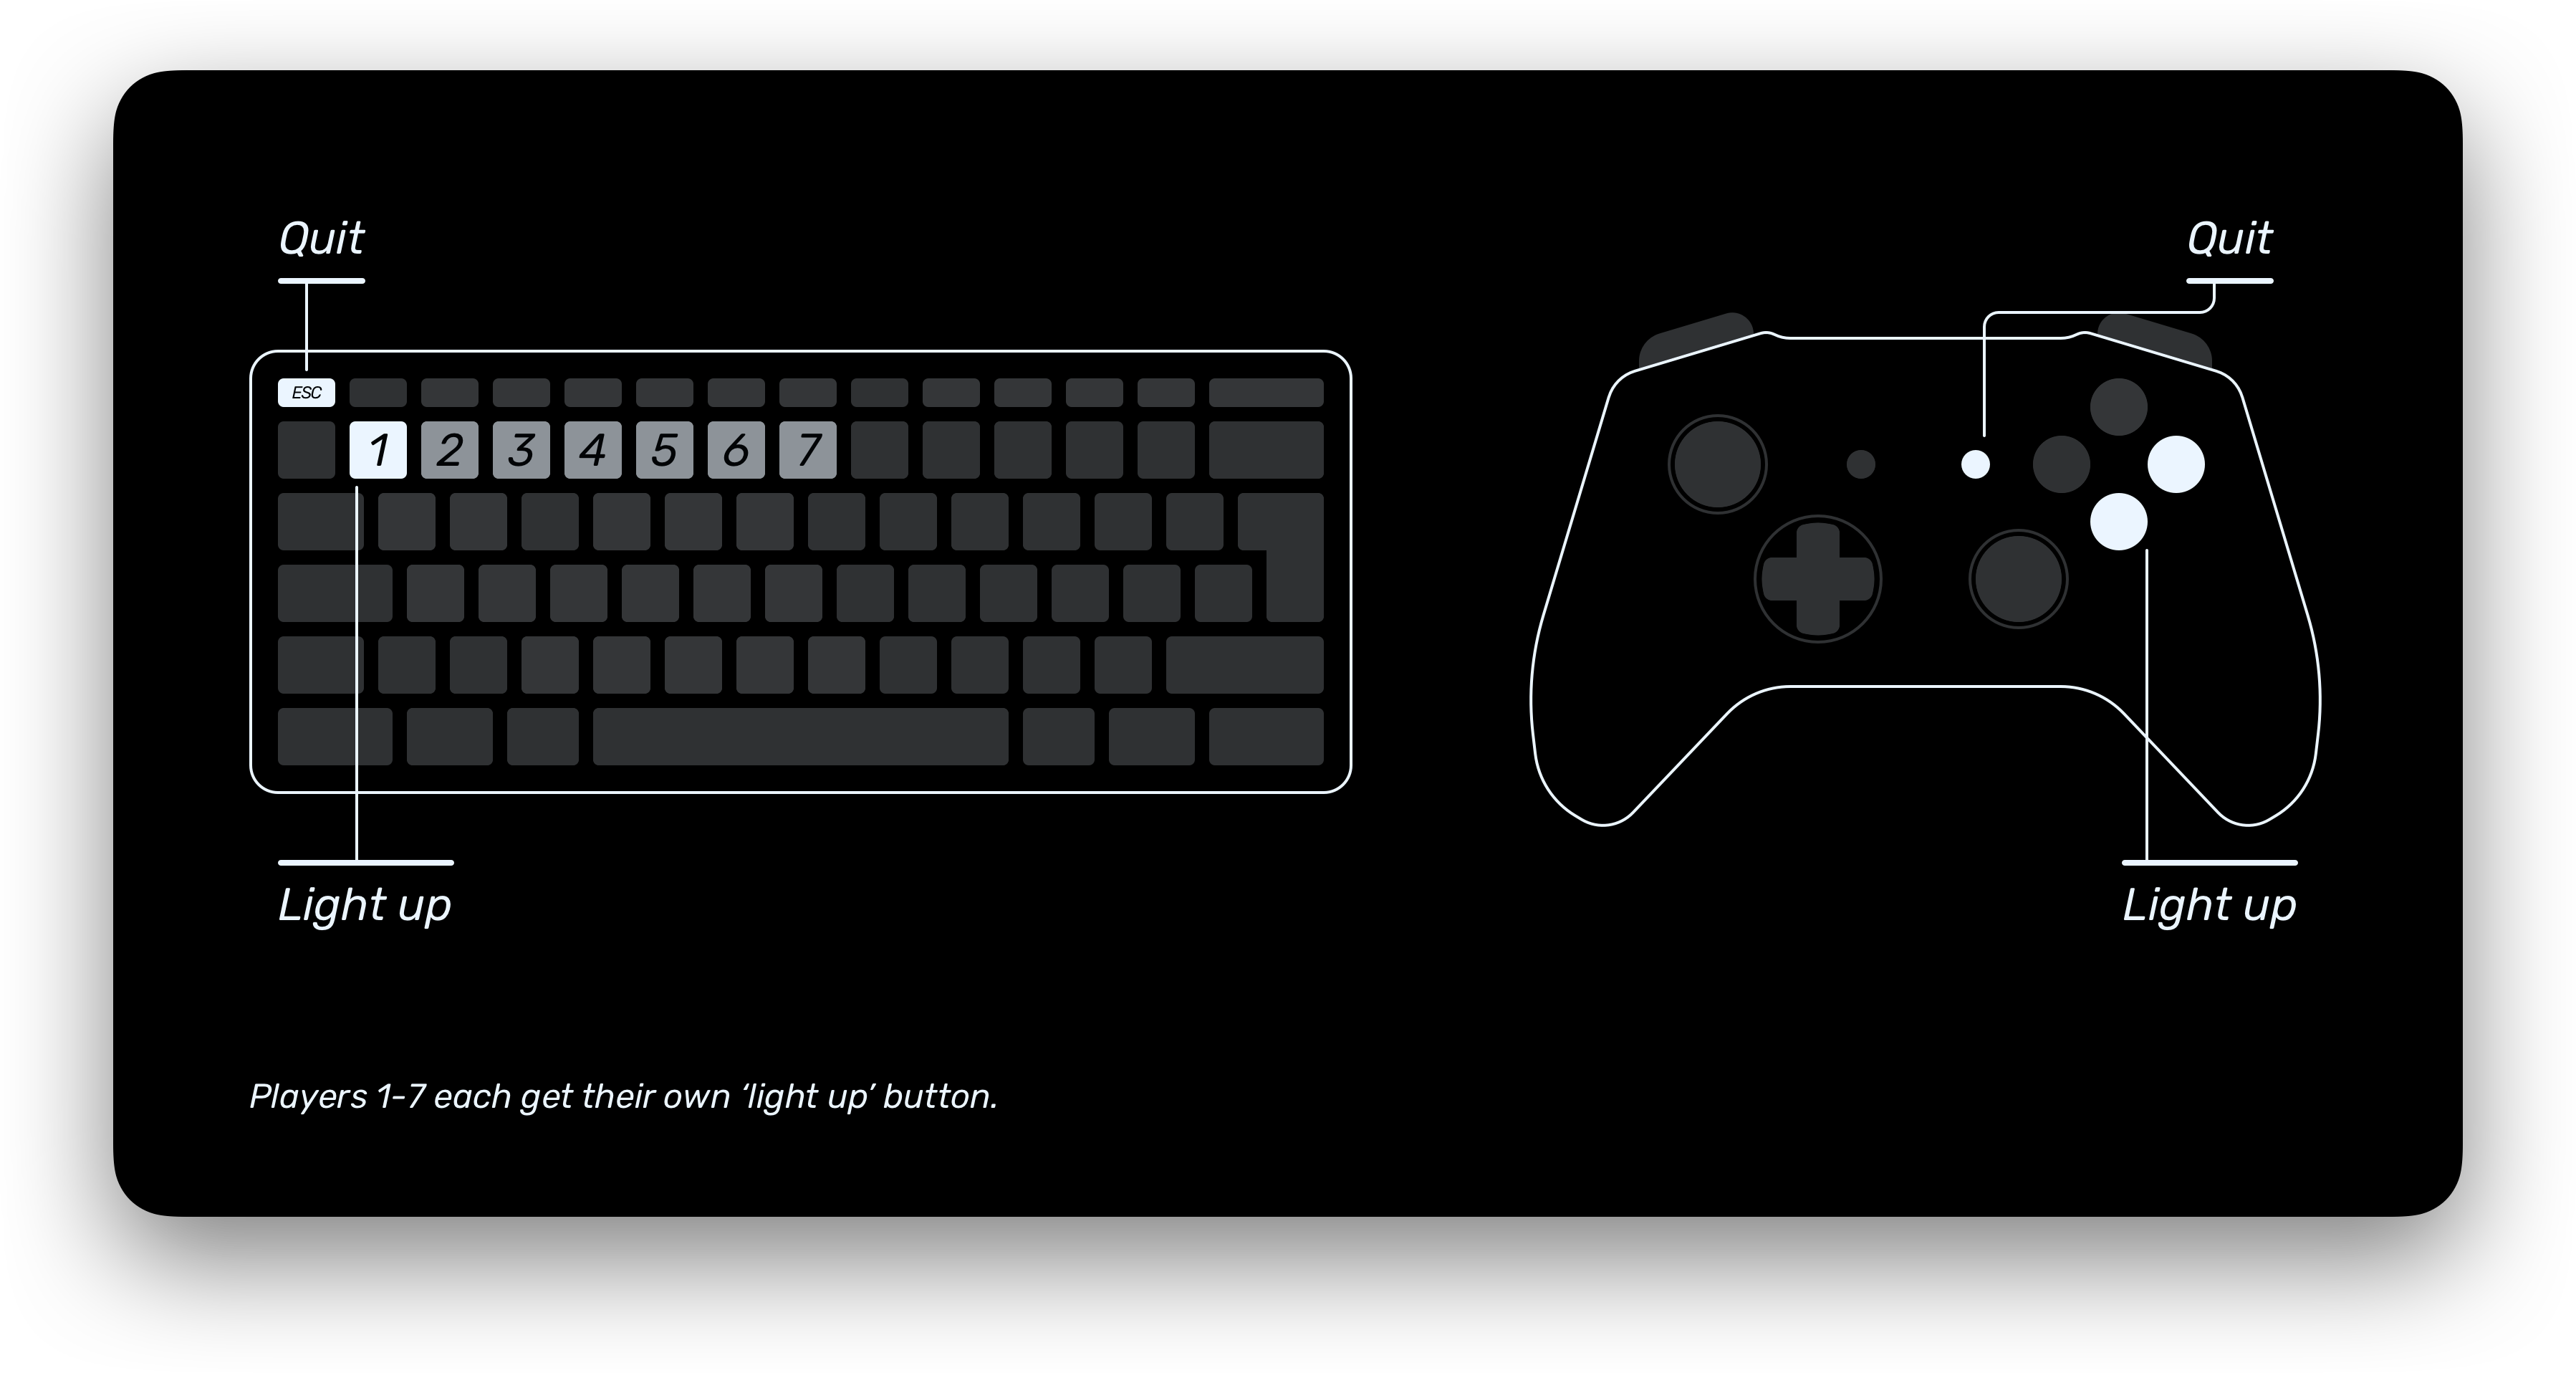 Quit
Quit
ESC
1 2 3 4 5 6 7
Light up
Light up
Players 1-7 each get their own ‘light up’ button.